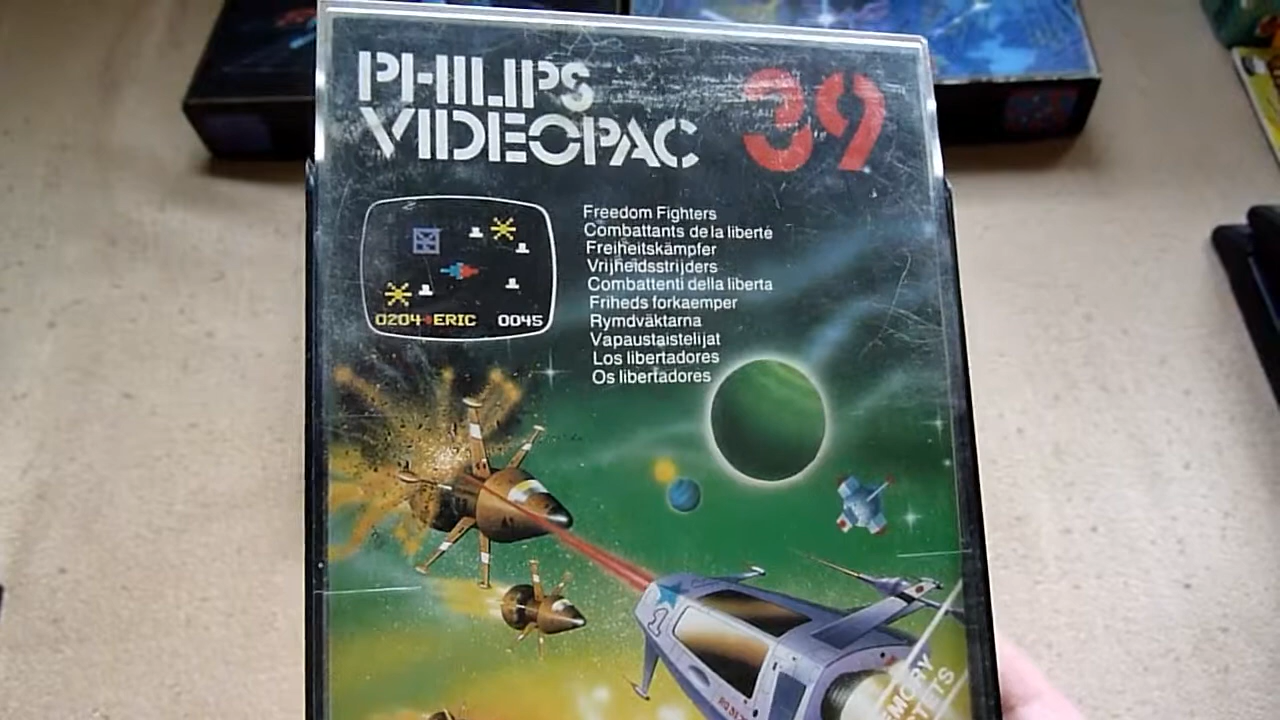 PHILIPS
VIDEOPAC 39
Freedom Fighters
Combattants de la liberté
Freiheitskämpfer
Vrijheidsstrijders
Combattenti della liberta
Friheds forkaemper
Rymdväktarna
Vapaustaistelijat
Los libertadores
Os libertadores
0204 ERIC 0045
1